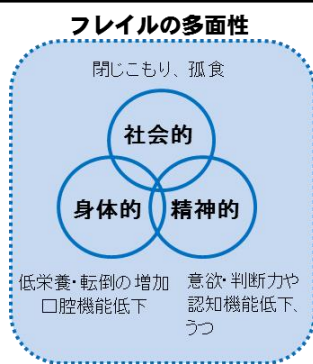 フレイルの多面性
閉じこもり、孤食
社会的
身体的
精神的
低栄養・転倒の増加
口腔機能低下
意欲・判断力や
認知機能低下、
うつ